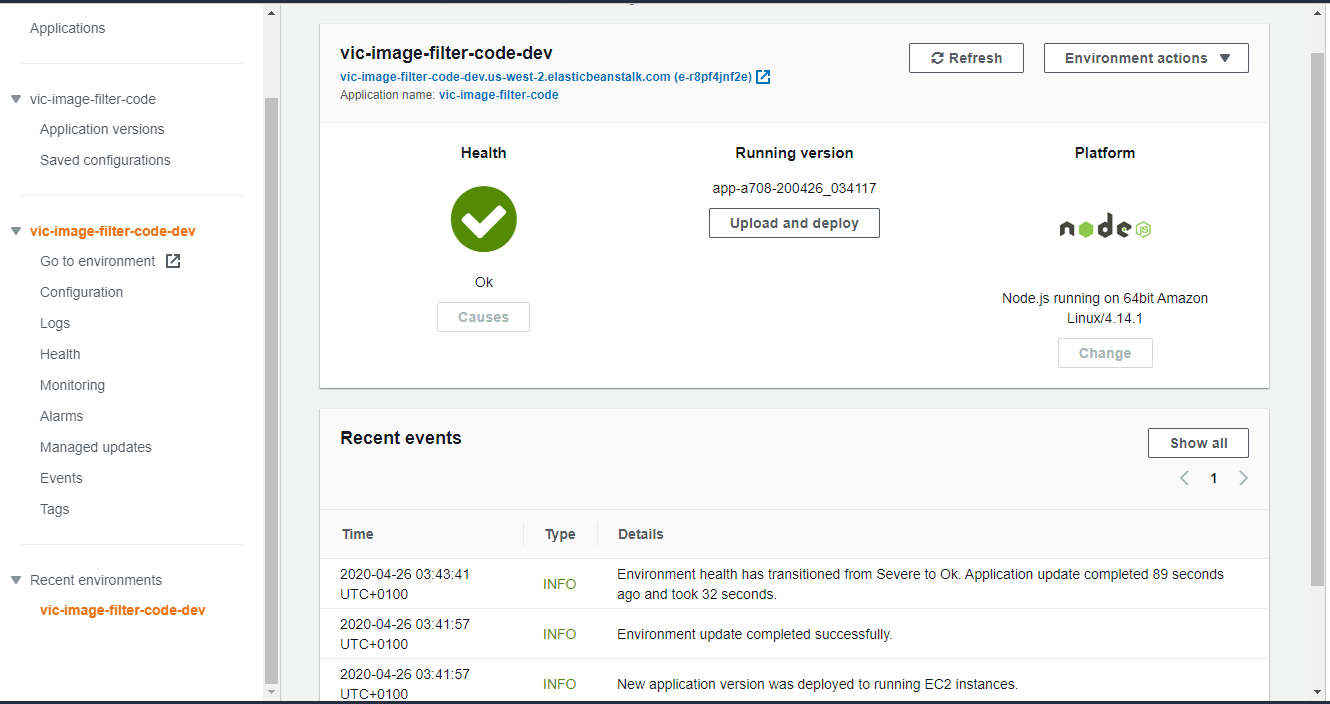 Applications
vic-image-filter-code
Application versions
Saved configurations
vic-image-filter-code-dev
Go to environment
Configuration
Logs
Health
Monitoring
Alarms
Managed updates
Events
Tags
Recent environments
vic-image-filter-code-dev
vic-image-filter-code-dev
vic-image-filter-code-dev.us-west-2.elasticbeanstalk.com (e-r8pf4jnf2e)
Application name: vic-image-filter-code
Refresh
Environment actions
Health
Ok
Causes
Running version
app-a708-200426_034117
Upload and deploy
Platform
node JS
Node.js running on 64bit Amazon
Linux/4.14.1
Change
Recent events
Show all
1
Time Type Details
2020-04-26 03:43:41
UTC+0100
INFO
Environment health has transitioned from Severe to Ok. Application update completed 89 seconds
ago and took 32 seconds.
2020-04-26 03:41:57
UTC+0100
INFO
Environment update completed successfully.
2020-04-26 03:41:57
UTC+0100
INFO
New application version was deployed to running EC2 instances.